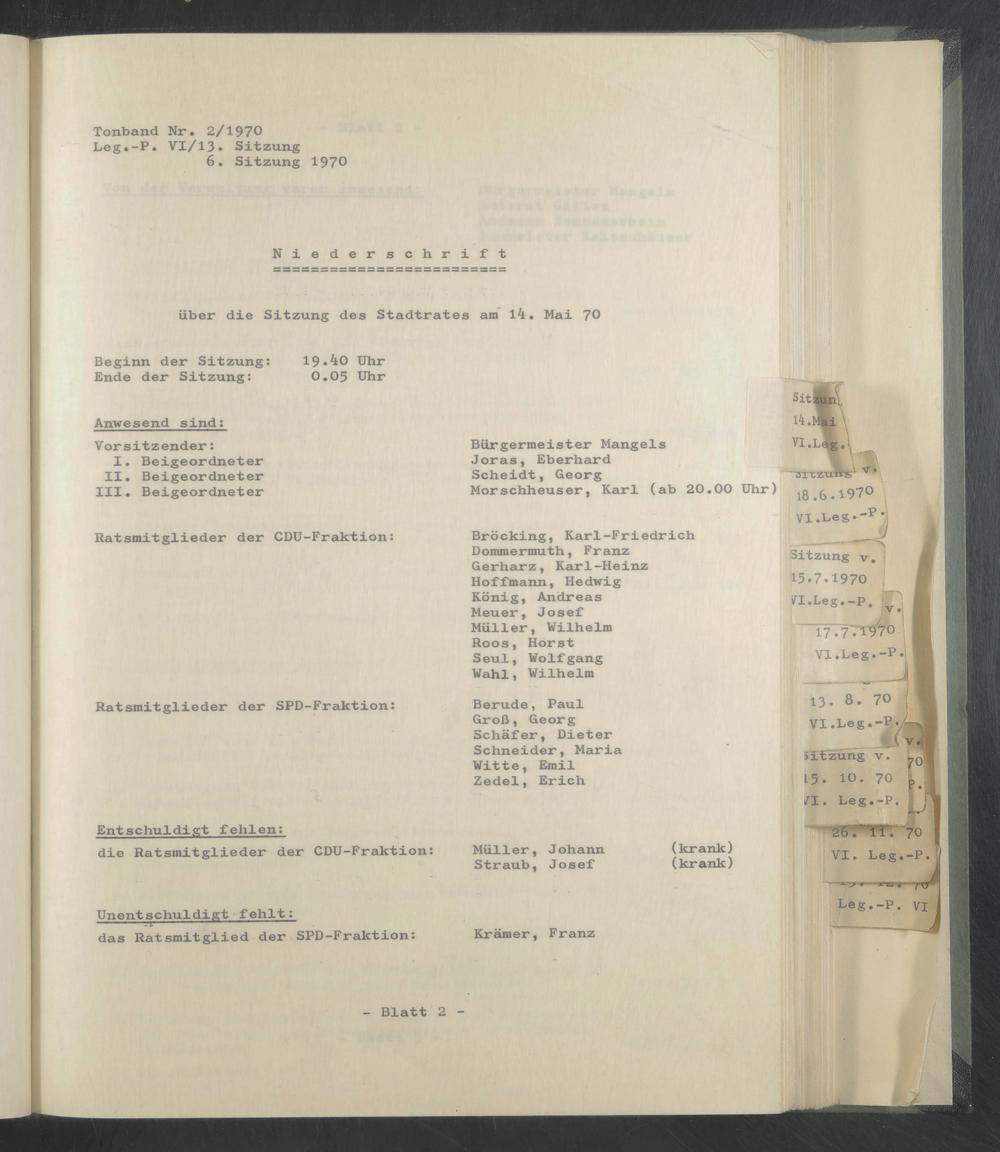 Tonband Nr. 2/1970
Leg.-P. VI/13. Sitzung
6. Sitzung 1970
Niederschrift
=========================
über die Sitzung des Stadtrates am 14. Mai 70
Beginn der Sitzung: 19.40 Uhr
Ende der Sitzung: 0.05 Uhr
Anwesend sind:
Vorsitzender: Bürgermeister Mangels
I. Beigeordneter Joras, Eberhard
II. Beigeordneter Scheidt, Georg
III. Beigeordneter Morschheuser, Karl (ab 20.00 Uhr)
Ratsmitglieder der CDU-Fraktion: Bröcking, Karl-Friedrich
Dommermuth, Franz
Gerharz, Karl-Heinz
Hoffmann, Hedwig
König, Andreas
Meuer, Josef
Müller, Wilhelm
Roos, Horst
Seul, Wolfgang
Wahl, Wilhelm
Ratsmitglieder der SPD-Fraktion: Berude, Paul
Groß, Georg
Schäfer, Dieter
Schneider, Maria
Witte, Emil
Zedel, Erich
Entschuldigt fehlen:
die Ratsmitglieder der CDU-Fraktion: Müller, Johann (krank)
Straub, Josef (krank)
Unentschuldigt fehlt:
das Ratsmitglied der SPD-Fraktion: Krämer, Franz
- Blatt 2 -
Sitzun
14.Mai
VI.Leg.
Sitzung v.
18.6.1970
VI.Leg.-P.
Sitzung v.
15.7.1970
VI.Leg.-P.
v.
17.7.1970
VI.Leg.-P.
13. 8. 70
VI.Leg.-P.
v.
70
P.
Sitzung v.
15. 10. 70
VI. Leg.-P.
26. 11. 70
VI. Leg.-P.
Leg.-P. VI